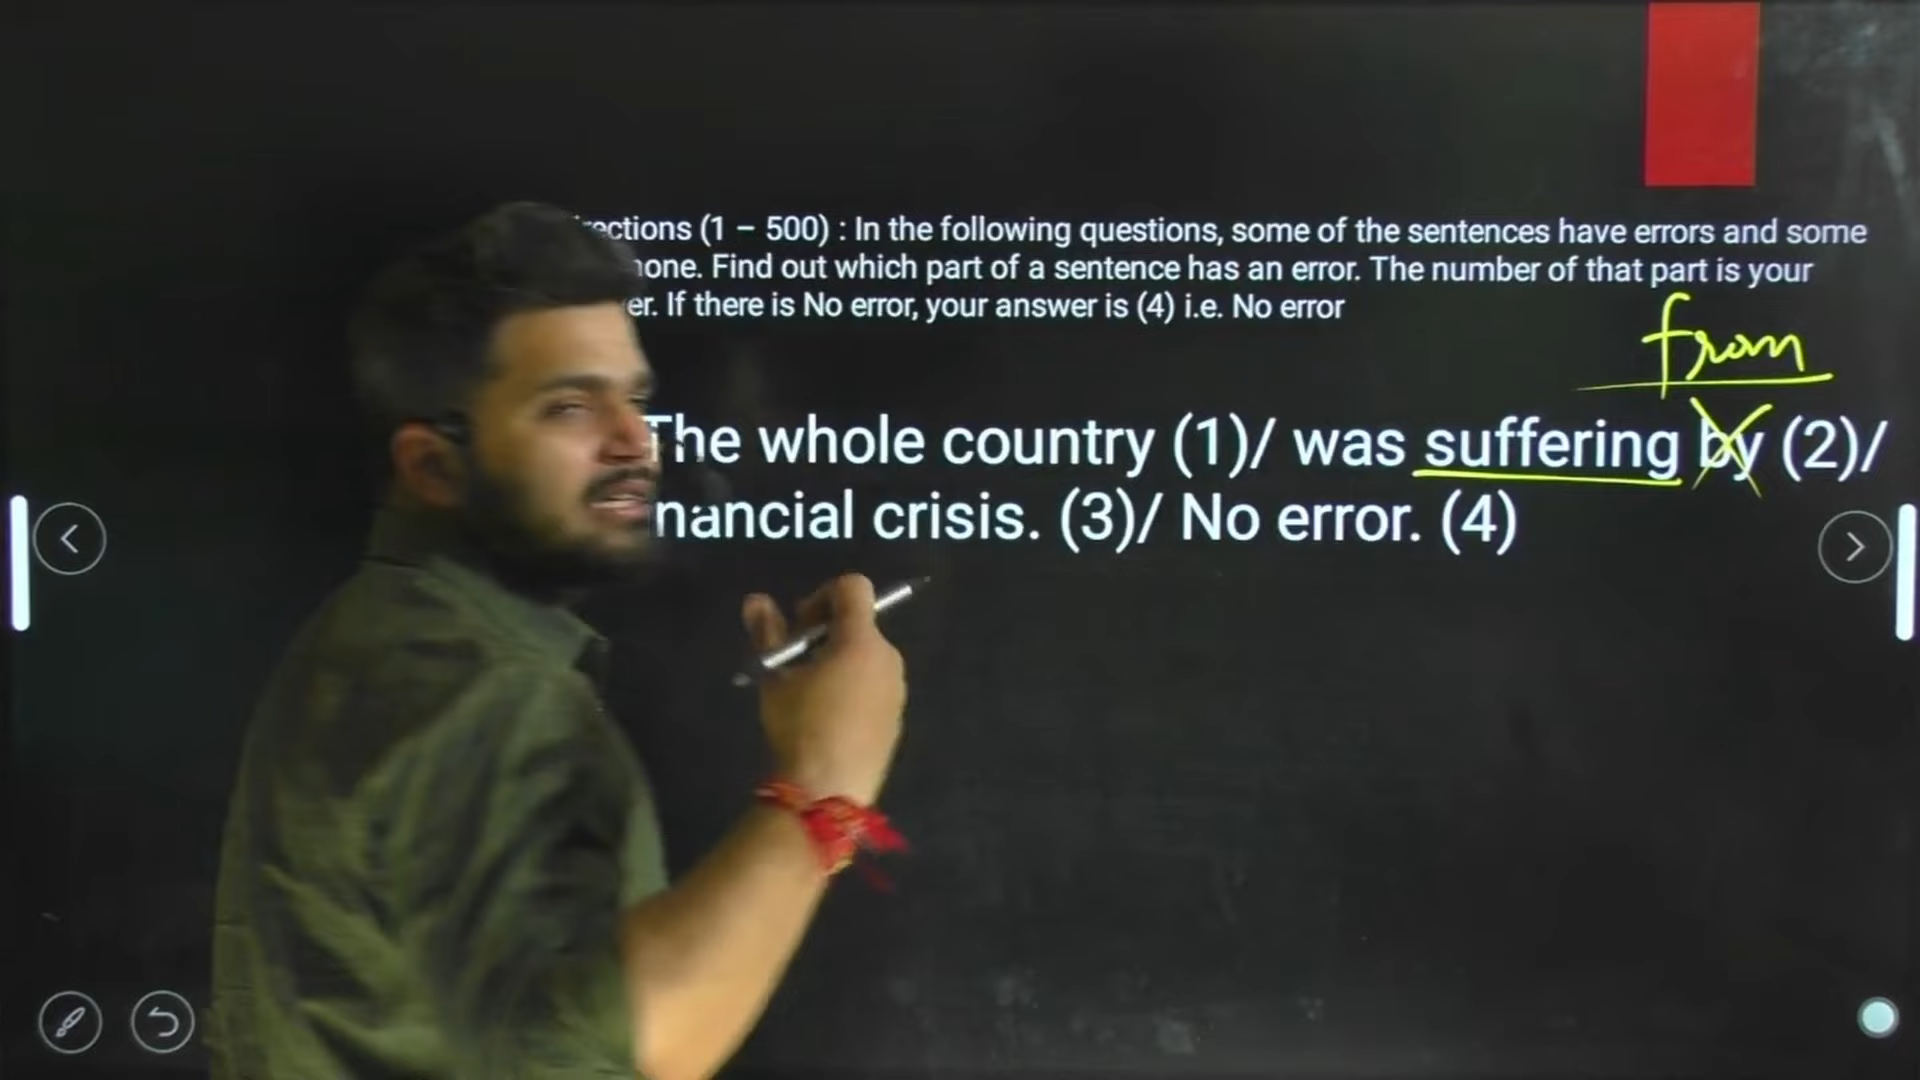 rections (1 – 500) : In the following questions, some of the sentences have errors and some
none. Find out which part of a sentence has an error. The number of that part is your
er. If there is No error, your answer is (4) i.e. No error
from
The whole country (1)/ was suffering by (2)/
nancial crisis. (3)/ No error. (4)